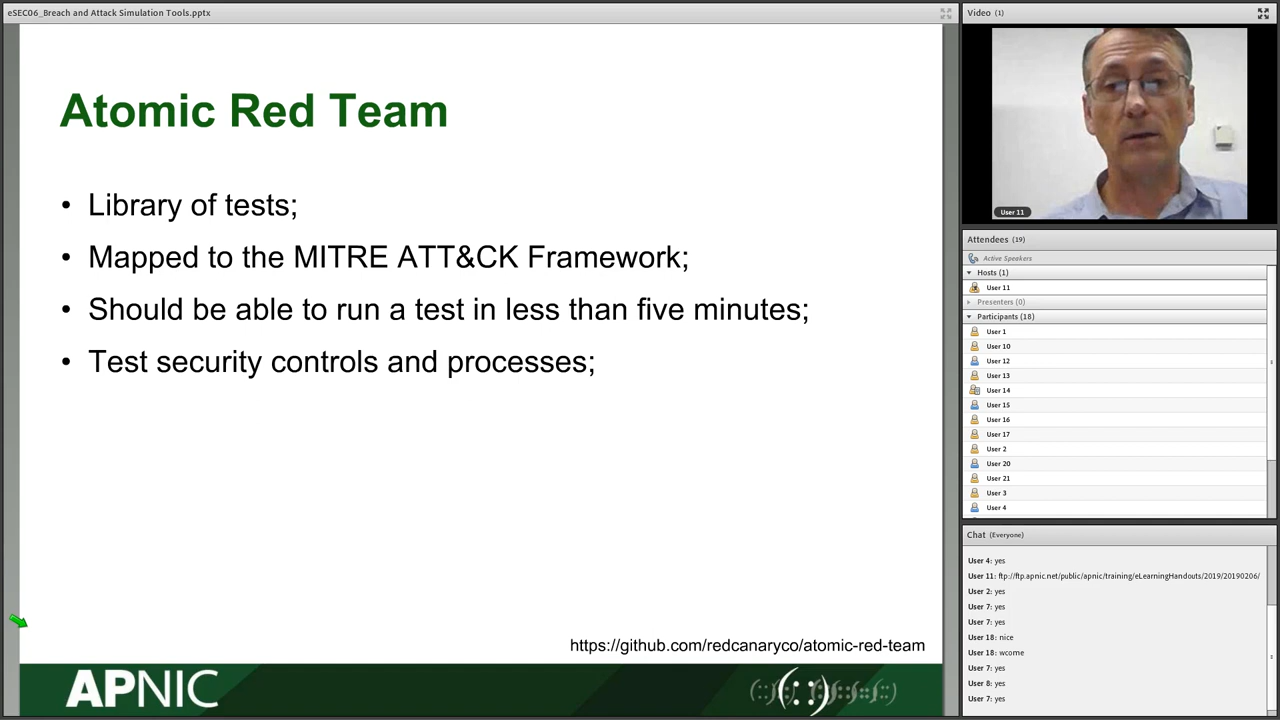 eSEC06_Breach and Attack Simulation Tools.pptx
Atomic Red Team
• Library of tests;
• Mapped to the MITRE ATT&CK Framework;
• Should be able to run a test in less than five minutes;
• Test security controls and processes;
https://github.com/redcanaryco/atomic-red-team
APNIC
Video (1)
User 11
Attendees (19)
Active Speakers
Hosts (1)
User 11
Presenters (0)
Participants (18)
User 1
User 10
User 12
User 13
User 14
User 15
User 16
User 17
User 2
User 20
User 21
User 3
User 4
Chat (Everyone)
User 4: yes
User 11: ftp://ftp.apnic.net/public/apnic/training/eLearningHandouts/2019/20190206/
User 2: yes
User 7: yes
User 7: yes
User 18: nice
User 18: wcome
User 7: yes
User 8: yes
User 7: yes